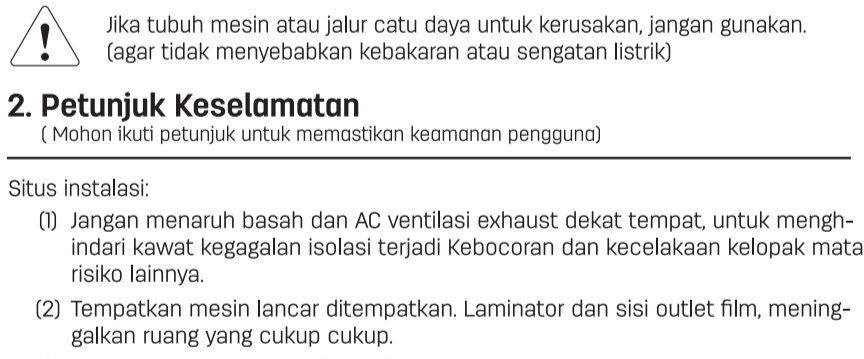 Jika tubuh mesin atau jalur catu daya untuk kerusakan, jangan gunakan.
(agar tidak menyebabkan kebakaran atau sengatan listrik)
2. Petunjuk Keselamatan
( Mohon ikuti petunjuk untuk memastikan keamanan pengguna)
Situs instalasi:
(1) Jangan menaruh basah dan AC ventilasi exhaust dekat tempat, untuk mengh-
indari kawat kegagalan isolasi terjadi Kebocoran dan kecelakaan kelopak mata
risiko lainnya.
(2) Tempatkan mesin lancar ditempatkan. Laminator dan sisi outlet film, mening-
galkan ruang yang cukup cukup.